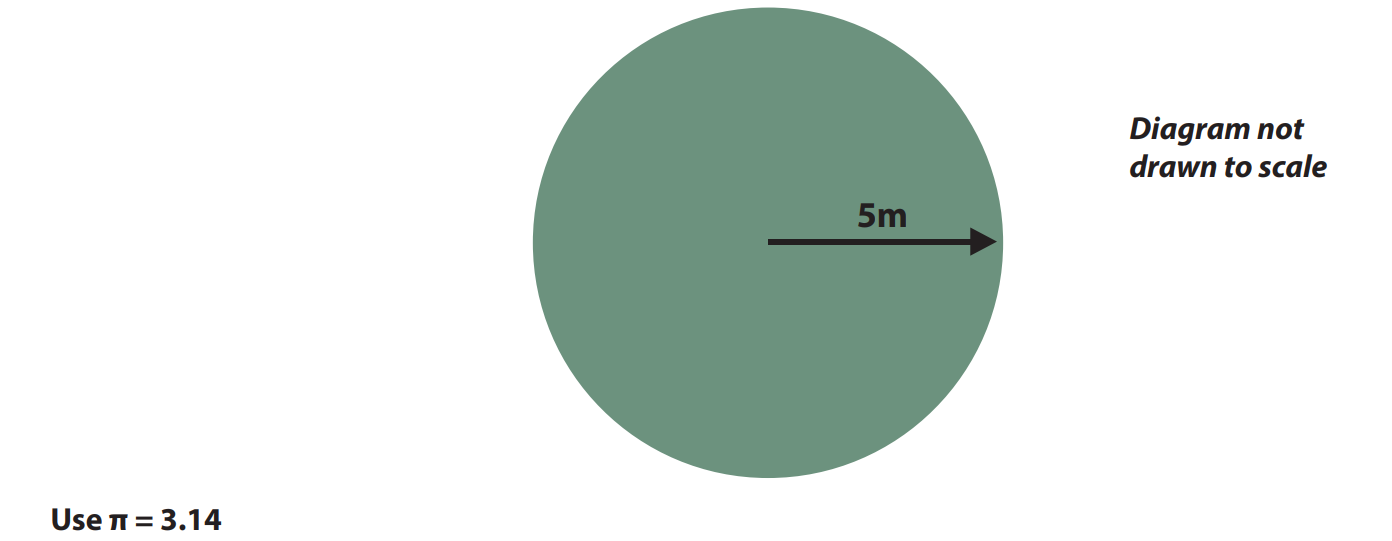 Diagram not
drawn to scale
5m
Use π = 3.14